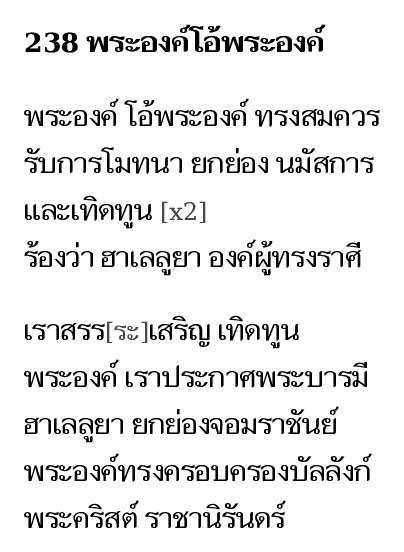 238 พระองค์โอ้พระองค์
พระองค์ โอ้พระองค์ ทรงสมควร
รับการโมทนา ยกย่อง นมัสการ
และเทิดทูน [x2]
ร้องว่า ฮาเลลูยา องค์ผู้ทรงราศี
เราสรร[ระ]เสริญ เทิดทูน
พระองค์ เราประกาศพระบารมี
ฮาเลลูยา ยกย่องจอมราชันย์
พระองค์ทรงครอบครองบัลลังก์
พระคริสต์ ราชานิรันดร์